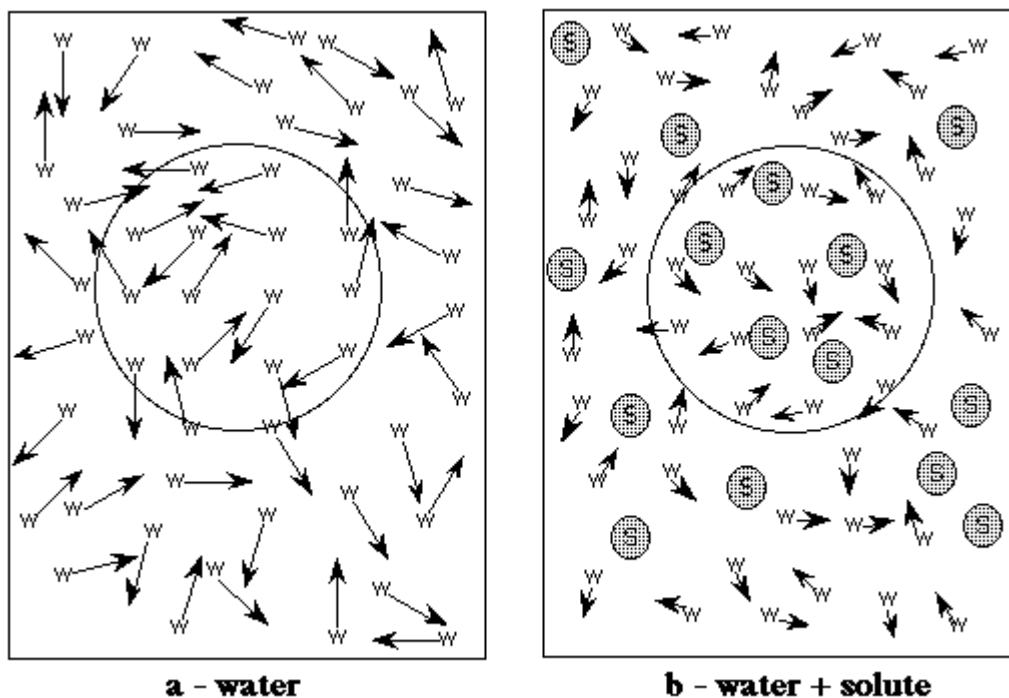 W W W W
W W W W
W W
W W W W
W W W W W
W W W W W W
W W
W W W W
W W
W W W
W W
W W W W W
W W W
W W W
a - water
S W W W W
W W W W
S W W S
W W W S W W W
W S S W
S W W W W W
W W W S W S W W
W S W W W W W S
W W S W S
S W W W S
W W W W
W W W
b - water + solute